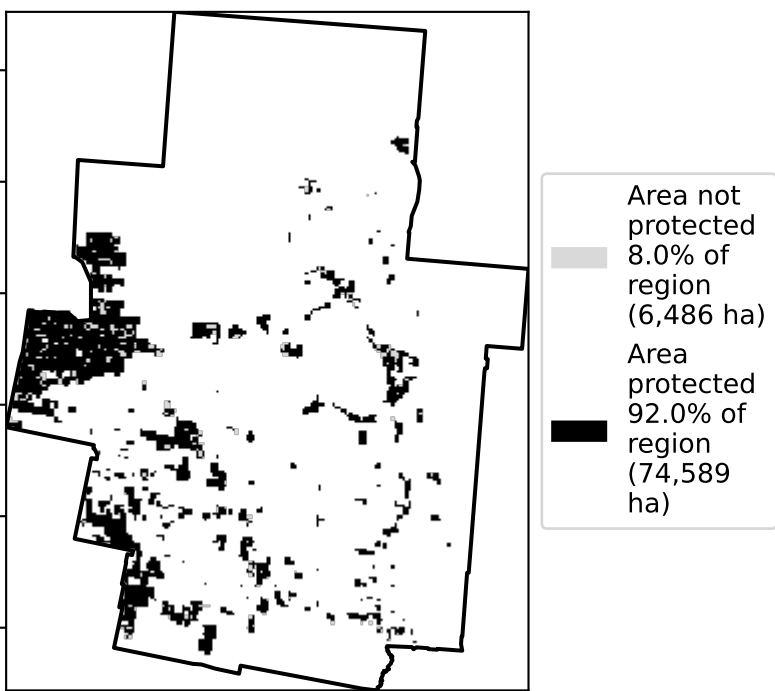 Area not
protected
8.0% of
region
(6,486 ha)
Area
protected
92.0% of
region
(74,589
ha)